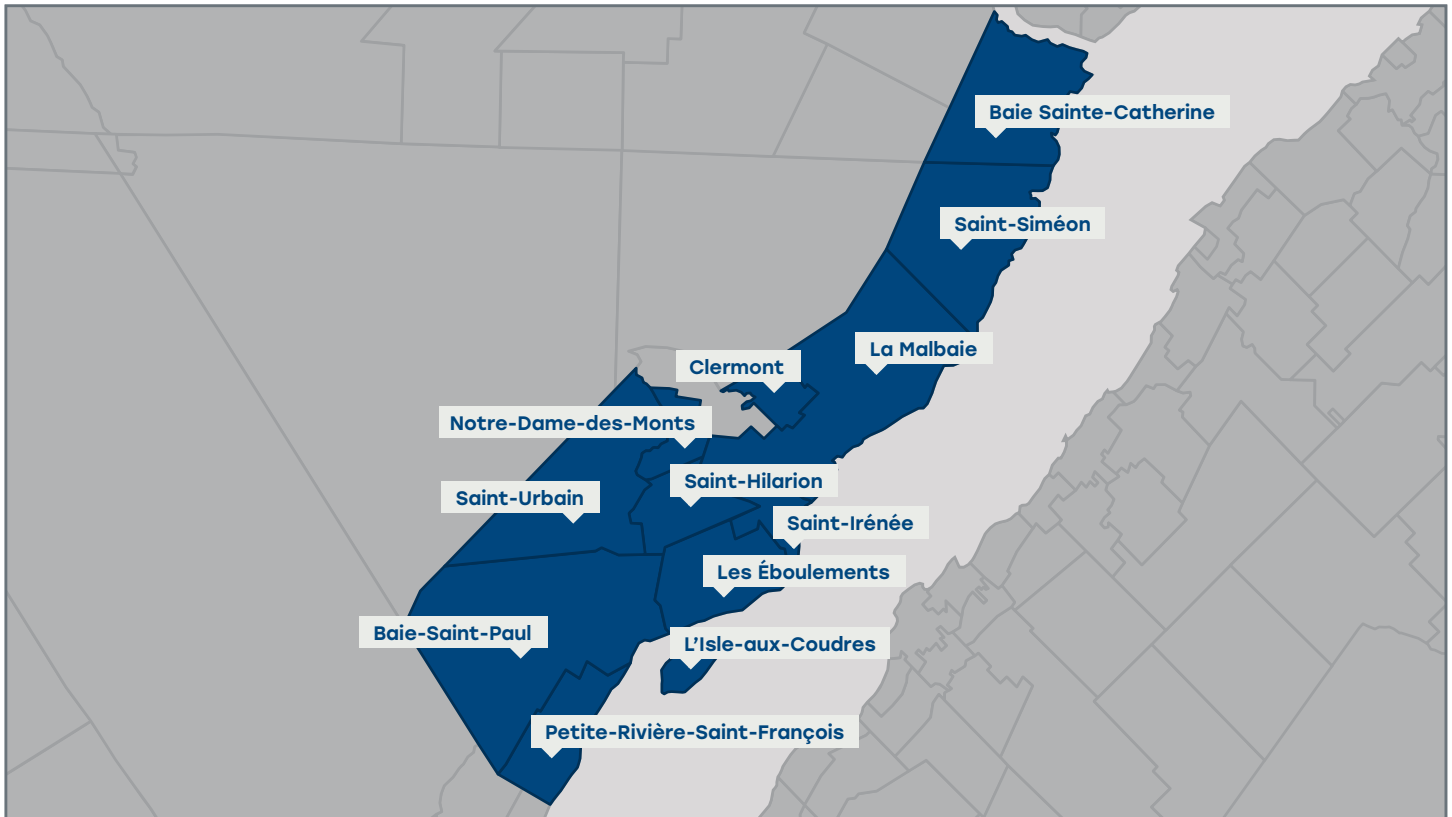 Baie Sainte-Catherine
Saint-Siméon
La Malbaie
Clermont
Notre-Dame-des-Monts
Saint-Hilarion
Saint-Urbain
Saint-Irénée
Les Éboulements
Baie-Saint-Paul
L’Isle-aux-Coudres
Petite-Rivière-Saint-François